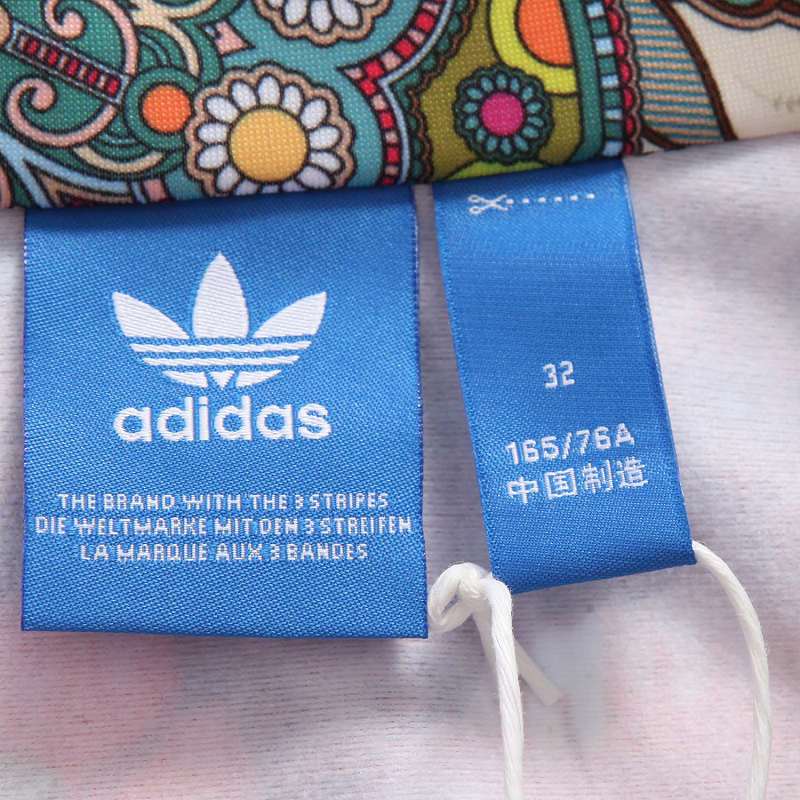 adidas
THE BRAND WITH THE 3 STRIPES
DIE WELTMARKE MIT DEN 3 STREIFEN
LA MARQUE AUX 3 BANDES
32
165/76A
中国制造